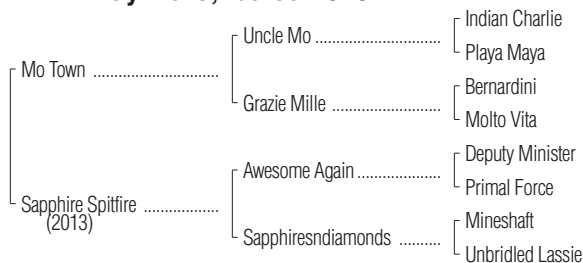 Indian Charlie
Uncle Mo
Playa Maya
Mo Town
Bernardini
Grazie Mille
Molto Vita
Deputy Minister
Awesome Again
Primal Force
Sapphire Spitfire
(2013)
Mineshaft
Sapphiresndiamonds
Unbridled Lassie